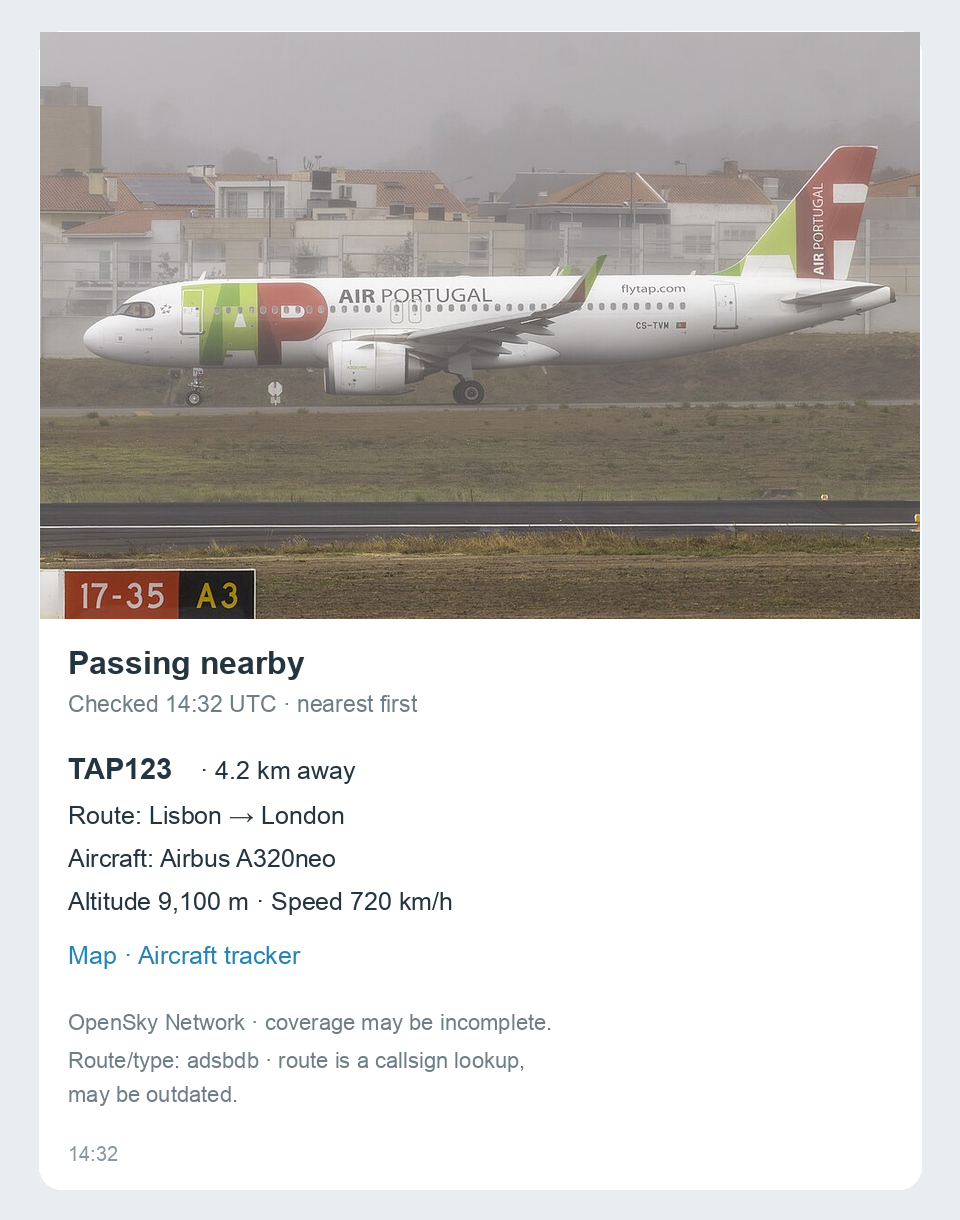 AIR PORTUGAL
TAP
AIR PORTUGAL
flytap.com
CS-TVM
17-35 A3
Passing nearby
Checked 14:32 UTC · nearest first
TAP123 · 4.2 km away
Route: Lisbon → London
Aircraft: Airbus A320neo
Altitude 9,100 m · Speed 720 km/h
Map · Aircraft tracker
OpenSky Network · coverage may be incomplete.
Route/type: adsbdb · route is a callsign lookup,
may be outdated.
14:32